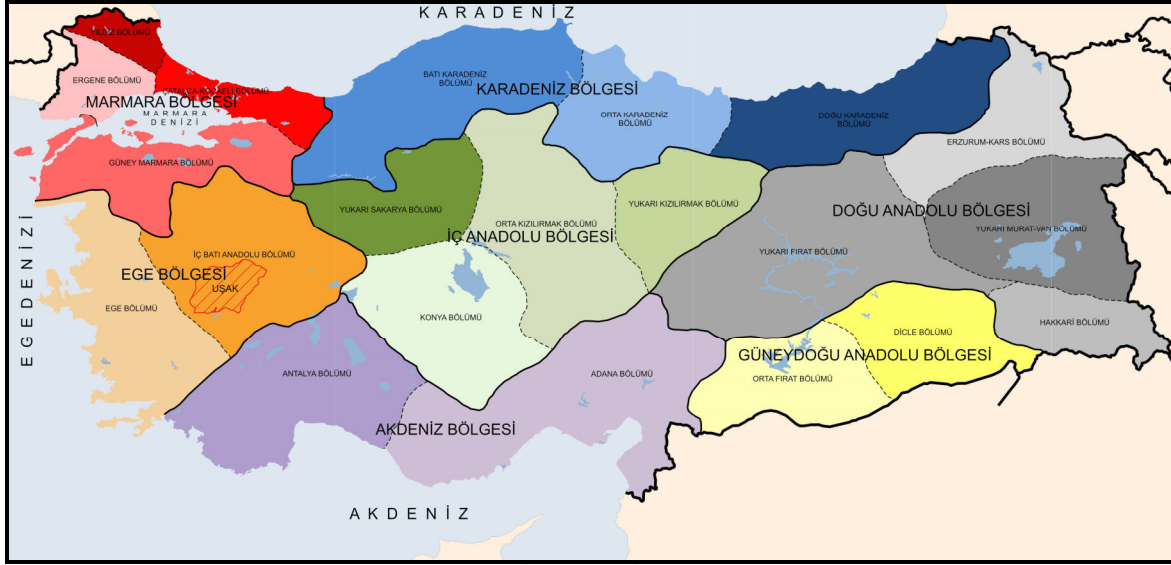 KARADENİZ
YILDIZ BÖLÜMÜ
ERGENE BÖLÜMÜ
ÇATALCA-KOCAELİ BÖLÜMÜ
MARMARA BÖLGESİ
MARMARA
DENİZİ
GÜNEY MARMARA BÖLÜMÜ
BATI KARADENİZ
BÖLÜMÜ
KARADENİZ BÖLGESİ
ORTA KARADENİZ
BÖLÜMÜ
DOĞU KARADENİZ
BÖLÜMÜ
ERZURUM-KARS BÖLÜMÜ
YUKARI SAKARYA BÖLÜMÜ
ORTA KIZILIRMAK BÖLÜMÜ
YUKARI KIZILIRMAK BÖLÜMÜ
İÇ ANADOLU BÖLGESİ
DOĞU ANADOLU BÖLGESİ
YUKARI MURAT-VAN BÖLÜMÜ
YUKARI FIRAT BÖLÜMÜ
EGEDENİZİ
İÇ BATI ANADOLU BÖLÜMÜ
EGE BÖLGESİ
UŞAK
EGE BÖLÜMÜ
KONYA BÖLÜMÜ
HAKKARİ BÖLÜMÜ
DİCLE BÖLÜMÜ
GÜNEYDOĞU ANADOLU BÖLGESİ
ORTA FIRAT BÖLÜMÜ
ANTALYA BÖLÜMÜ
ADANA BÖLÜMÜ
AKDENİZ BÖLGESİ
AKDENİZ